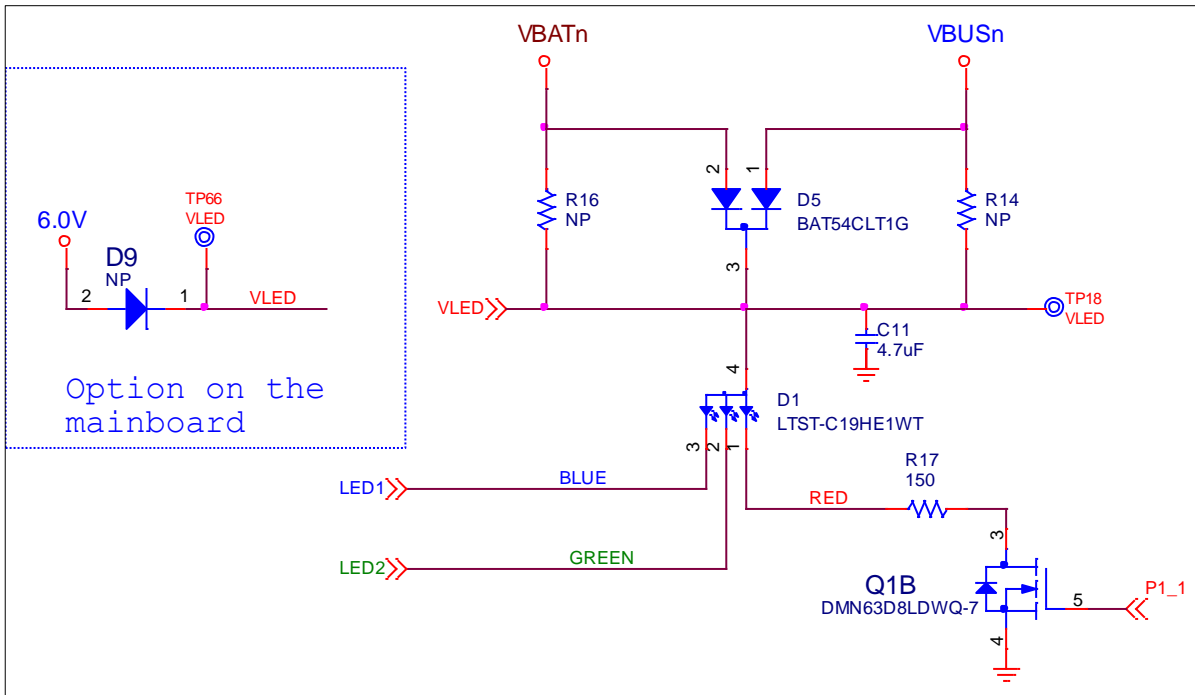 VBATn
VBUSn
2
1
R16
NP
D5
BAT54CLT1G
R14
NP
TP66
VLED
6.0V
D9
NP
2
1
VLED
3
VLED
TP18
VLED
C11
4.7uF
Option on the
mainboard
4
D1
LTST-C19HE1WT
3
2
1
LED1
BLUE
R17
150
RED
LED2
GREEN
3
Q1B
DMN63D8LDWQ-7
5
P1_1
4